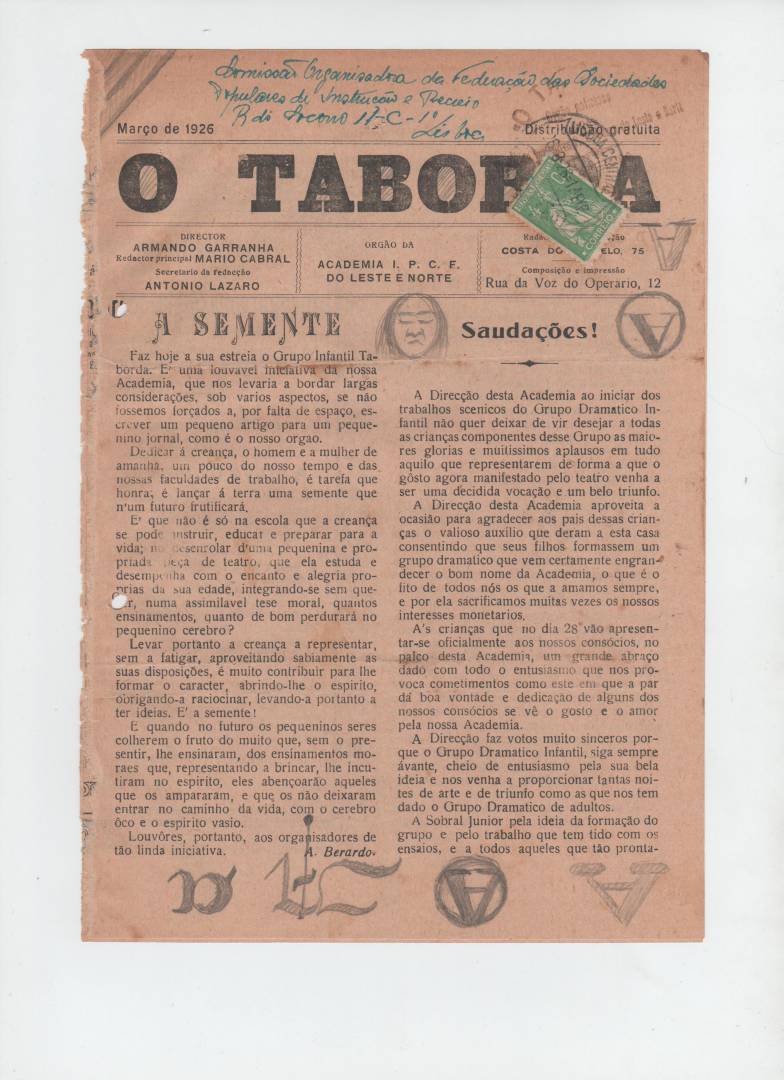 Comissão Organisadora da Federação das Sociedades
Populares de Instrução e Recreio
R. do Socorro 11-C-1º
Lisboa
Março de 1926
Distribuição gratuita
O TABORDA
DIRECTOR
ARMANDO GARRANHA
Redactor principal MARIO CABRAL
Secretario da redacção
ANTONIO LAZARO
ORGÃO DA
ACADEMIA I. P. C. F.
DO LESTE E NORTE
COSTA DO ELO, 75
Composição e impressão
Rua da Voz do Operario, 12
A SEMENTE
Faz hoje a sua estreia o Grupo Infantil Ta-
borda. E' uma louvavel iniciativa da nossa
Academia, que nos levaria a bordar largas
considerações, sob varios aspectos, se não
fossemos forçados a, por falta de espaço, es-
crever um pequeno artigo para um peque-
nino jornal, como é o nosso orgão.
Dedicar á creança, o homem e a mulher de
amanhã, um pouco do nosso tempo e das
nossas faculdades de trabalho, é tarefa que
honra; é lançar á terra uma semente que
n'um futuro frutificará.
E' que não é só na escola que a creança
se pode instruir, educar e preparar para a
vida; no desenrolar d'uma pequenina e pro-
priada peça de teatro, que ela estuda e
desempenha com o encanto e alegria pro-
prias da sua edade, integrando-se sem que-
er, numa assimilavel tese moral, quantos
ensinamentos, quanto de bom perdurará no
pequenino cerebro?
Levar portanto a creança a representar,
sem a fatigar, aproveitando sabiamente as
suas disposições, é muito contribuir para lhe
formar o caracter, abrindo-lhe o espirito,
obrigando-a raciocinar, levando-a portanto a
ter ideias. E' a semente!
E quando no futuro os pequeninos seres
colherem o fruto do muito que, sem o pre-
sentir, lhe ensinaram, dos ensinamentos mo-
raes que, representando a brincar, lhe incu-
tiram no espirito, eles abençoarão aqueles
que os ampararam, e que os não deixaram
entrar no caminho da vida, com o cerebro
ôco e o espirito vasio.
Louvôres, portanto, aos organisadores de
tão linda iniciativa.
A. Berardo.
Saudações!
A Direcção desta Academia ao iniciar dos
trabalhos scenicos do Grupo Dramatico In-
fantil não quer deixar de vir desejar a todas
as crianças componentes desse Grupo as maio-
res glorias e muitissimos aplausos em tudo
aquilo que representarem de forma a que o
gôsto agora manifestado pelo teatro venha a
ser uma decidida vocação e um belo triunfo.
A Direcção desta Academia aproveita a
ocasião para agradecer aos pais dessas crian-
ças o valioso auxílio que deram a esta casa
consentindo que seus filhos formassem um
grupo dramatico que vem certamente engran-
decer o bom nome da Academia, o que é o
fito de todos nós os que a amamos sempre,
e por ela sacrificamos muitas vezes os nossos
interesses monetarios.
A's crianças que no dia 28 vão apresen-
tar-se oficialmente aos nossos consócios, no
palco desta Academia, um grande abraço
dado com todo o entusiasmo que nos pro-
voca cometimentos como este em que a par
dá boa vontade e dedicação de alguns dos
nossos consócios se vê o gosto e o amor
pela nossa Academia.
A Direcção faz votos muito sinceros por-
que o Grupo Dramatico Infantil, siga sempre
ávante, cheio de entusiasmo pela sua bela
ideia e nos venha a proporcionar tantas noi-
tes de arte e de triunfo como as que nos tem
dado o Grupo Dramatico de adultos.
A Sobral Junior pela ideia da formação do
grupo e pelo trabalho que tem tido com os
ensaios, e a todos aqueles que tão pronta-